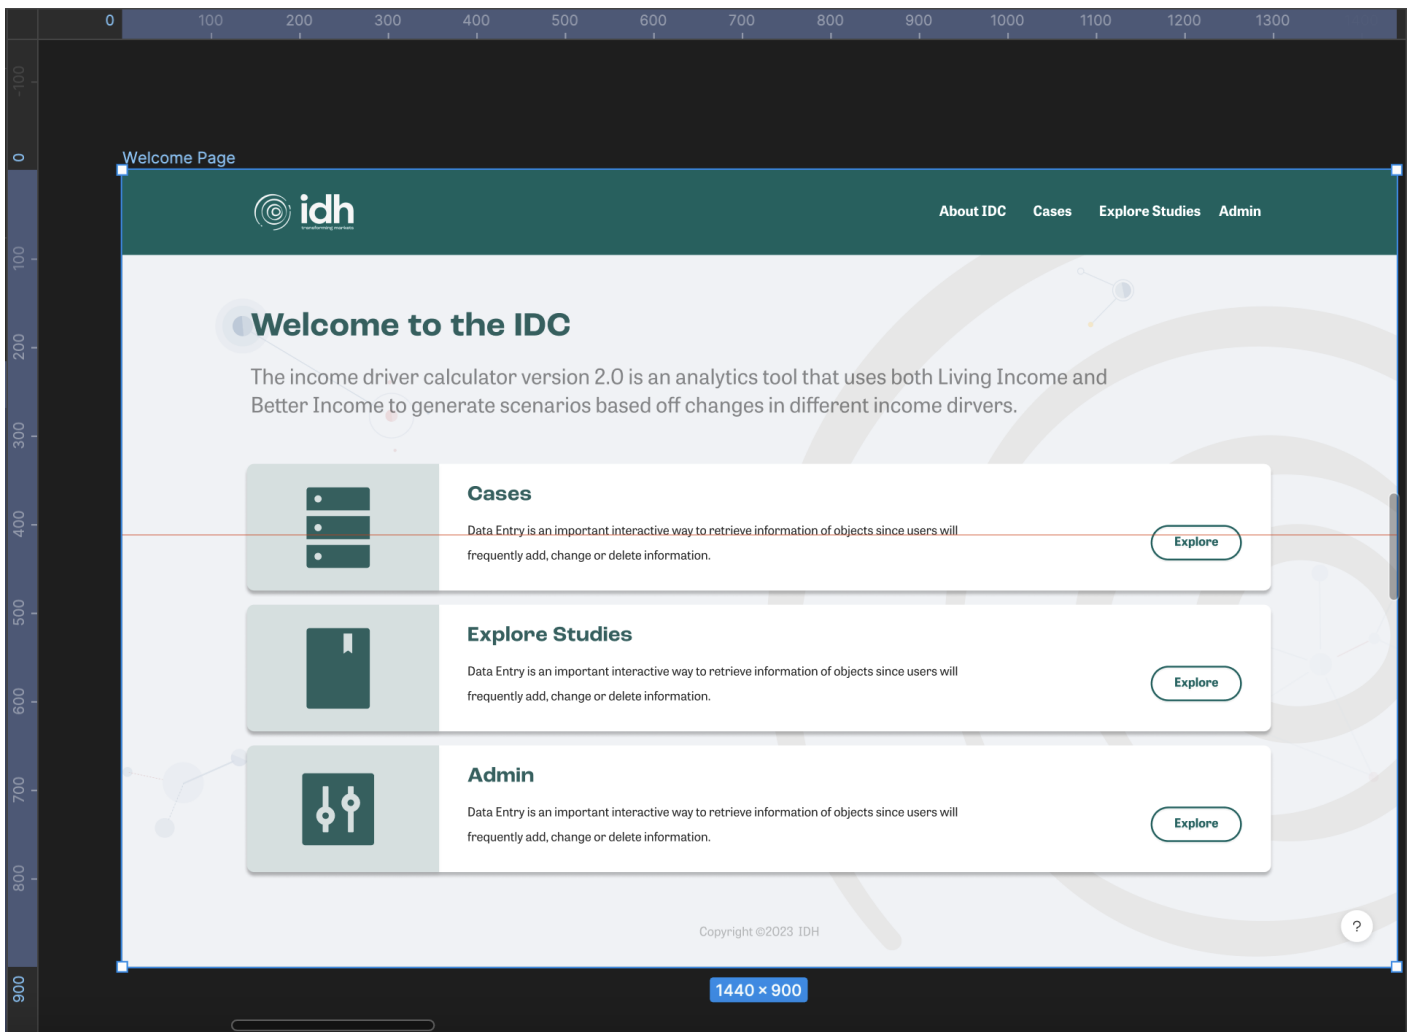 0 100 200 300 400 500 600 700 800 900 1000 1100 1200 1300
-100
0
100
200
300
400
500
600
700
800
900
Welcome Page
idh
transforming markets
About IDC Cases Explore Studies Admin
Welcome to the IDC
The income driver calculator version 2.0 is an analytics tool that uses both Living Income and
Better Income to generate scenarios based off changes in different income dirvers.
Cases
Data Entry is an important interactive way to retrieve information of objects since users will
frequently add, change or delete information.
Explore
Explore Studies
Data Entry is an important interactive way to retrieve information of objects since users will
frequently add, change or delete information.
Explore
Admin
Data Entry is an important interactive way to retrieve information of objects since users will
frequently add, change or delete information.
Explore
Copyright ©2023 IDH
?
1440 × 900